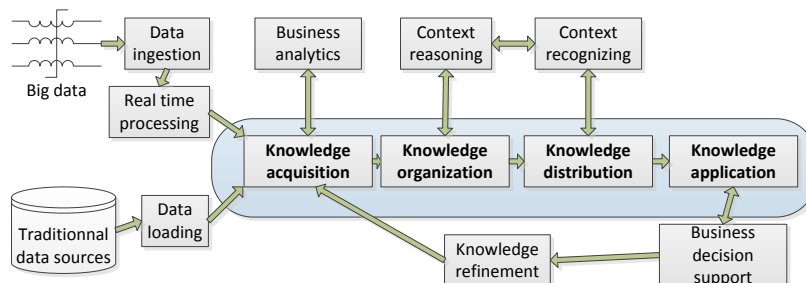 Big data
Data
ingestion
Real time
processing
Business
analytics
Context
reasoning
Context
recognizing
Knowledge
acquisition
Knowledge
organization
Knowledge
distribution
Knowledge
application
Traditionnal
data sources
Data
loading
Knowledge
refinement
Business
decision
support